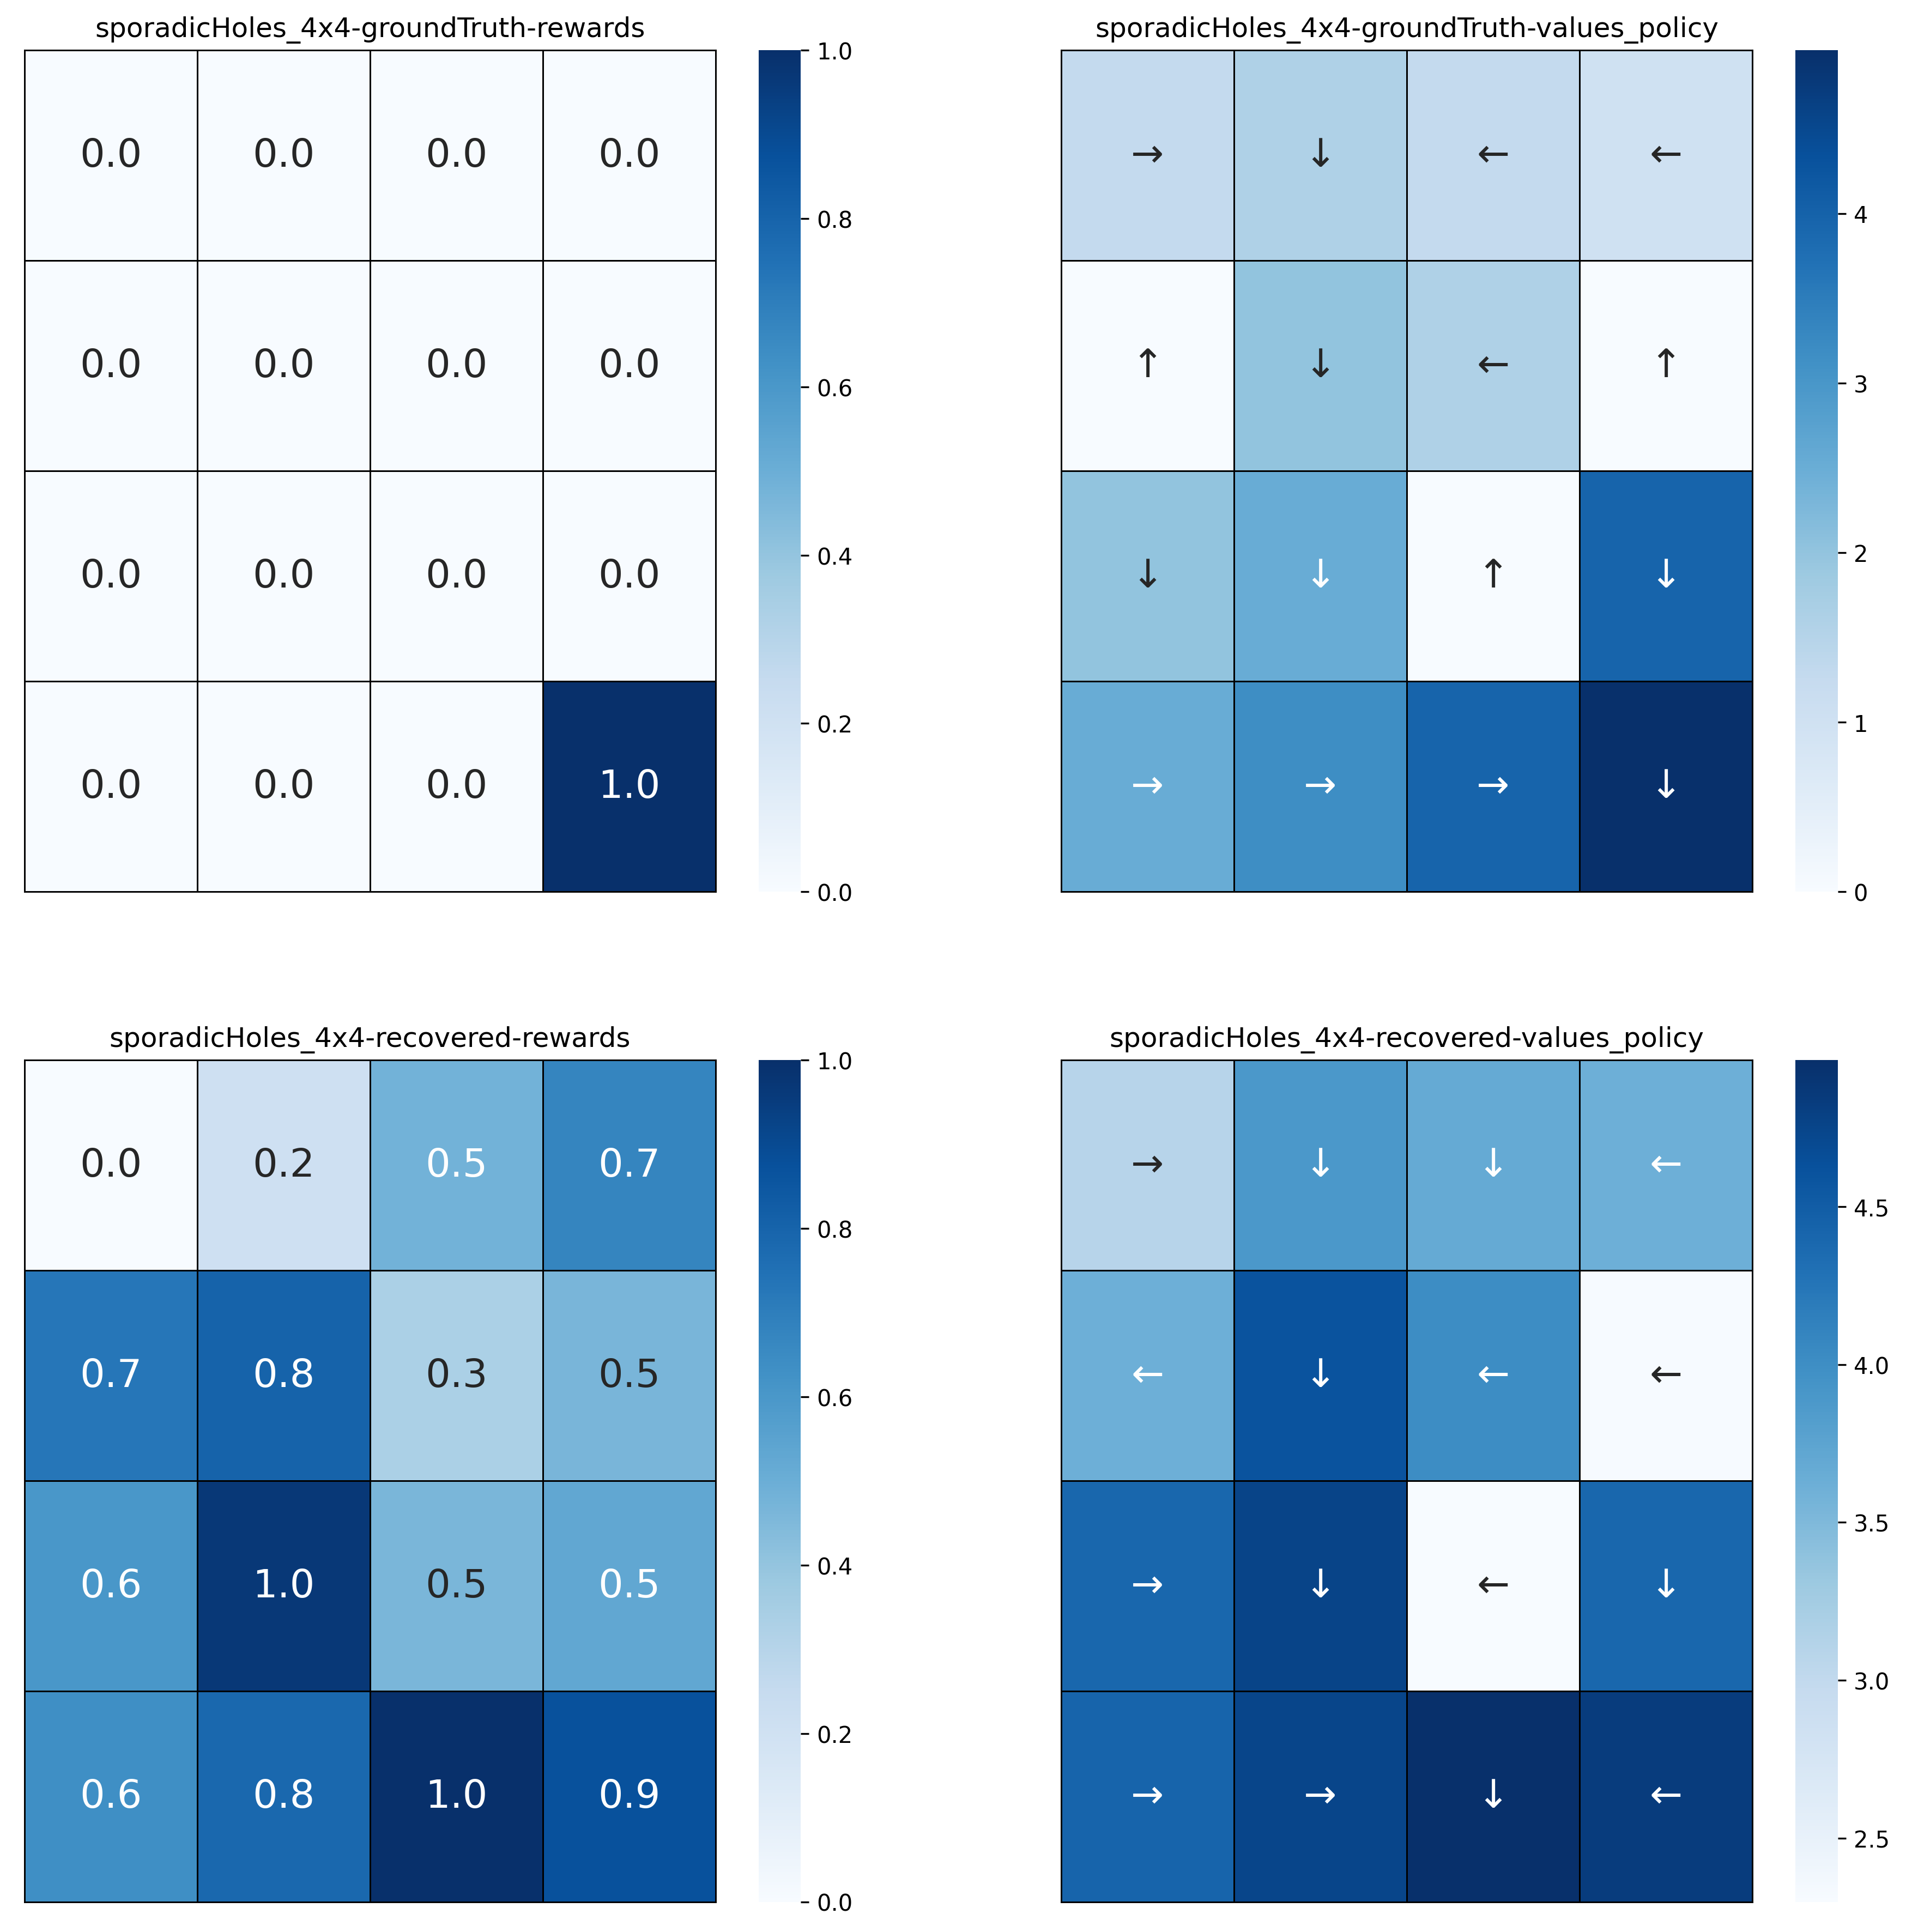 sporadicHoles_4x4-groundTruth-rewards
0.0 0.0 0.0 0.0
0.0 0.0 0.0 0.0
0.0 0.0 0.0 0.0
0.0 0.0 0.0 1.0
1.0
0.8
0.6
0.4
0.2
0.0
sporadicHoles_4x4-groundTruth-values_policy
→ ↓ ← ←
↑ ↓ ← ↑
↓ ↓ ↑ ↓
→ → → ↓
4
3
2
1
0
sporadicHoles_4x4-recovered-rewards
0.0 0.2 0.5 0.7
0.7 0.8 0.3 0.5
0.6 1.0 0.5 0.5
0.6 0.8 1.0 0.9
1.0
0.8
0.6
0.4
0.2
0.0
sporadicHoles_4x4-recovered-values_policy
→ ↓ ↓ ←
← ↓ ← ←
→ ↓ ← ↓
→ → ↓ ←
4.5
4.0
3.5
3.0
2.5